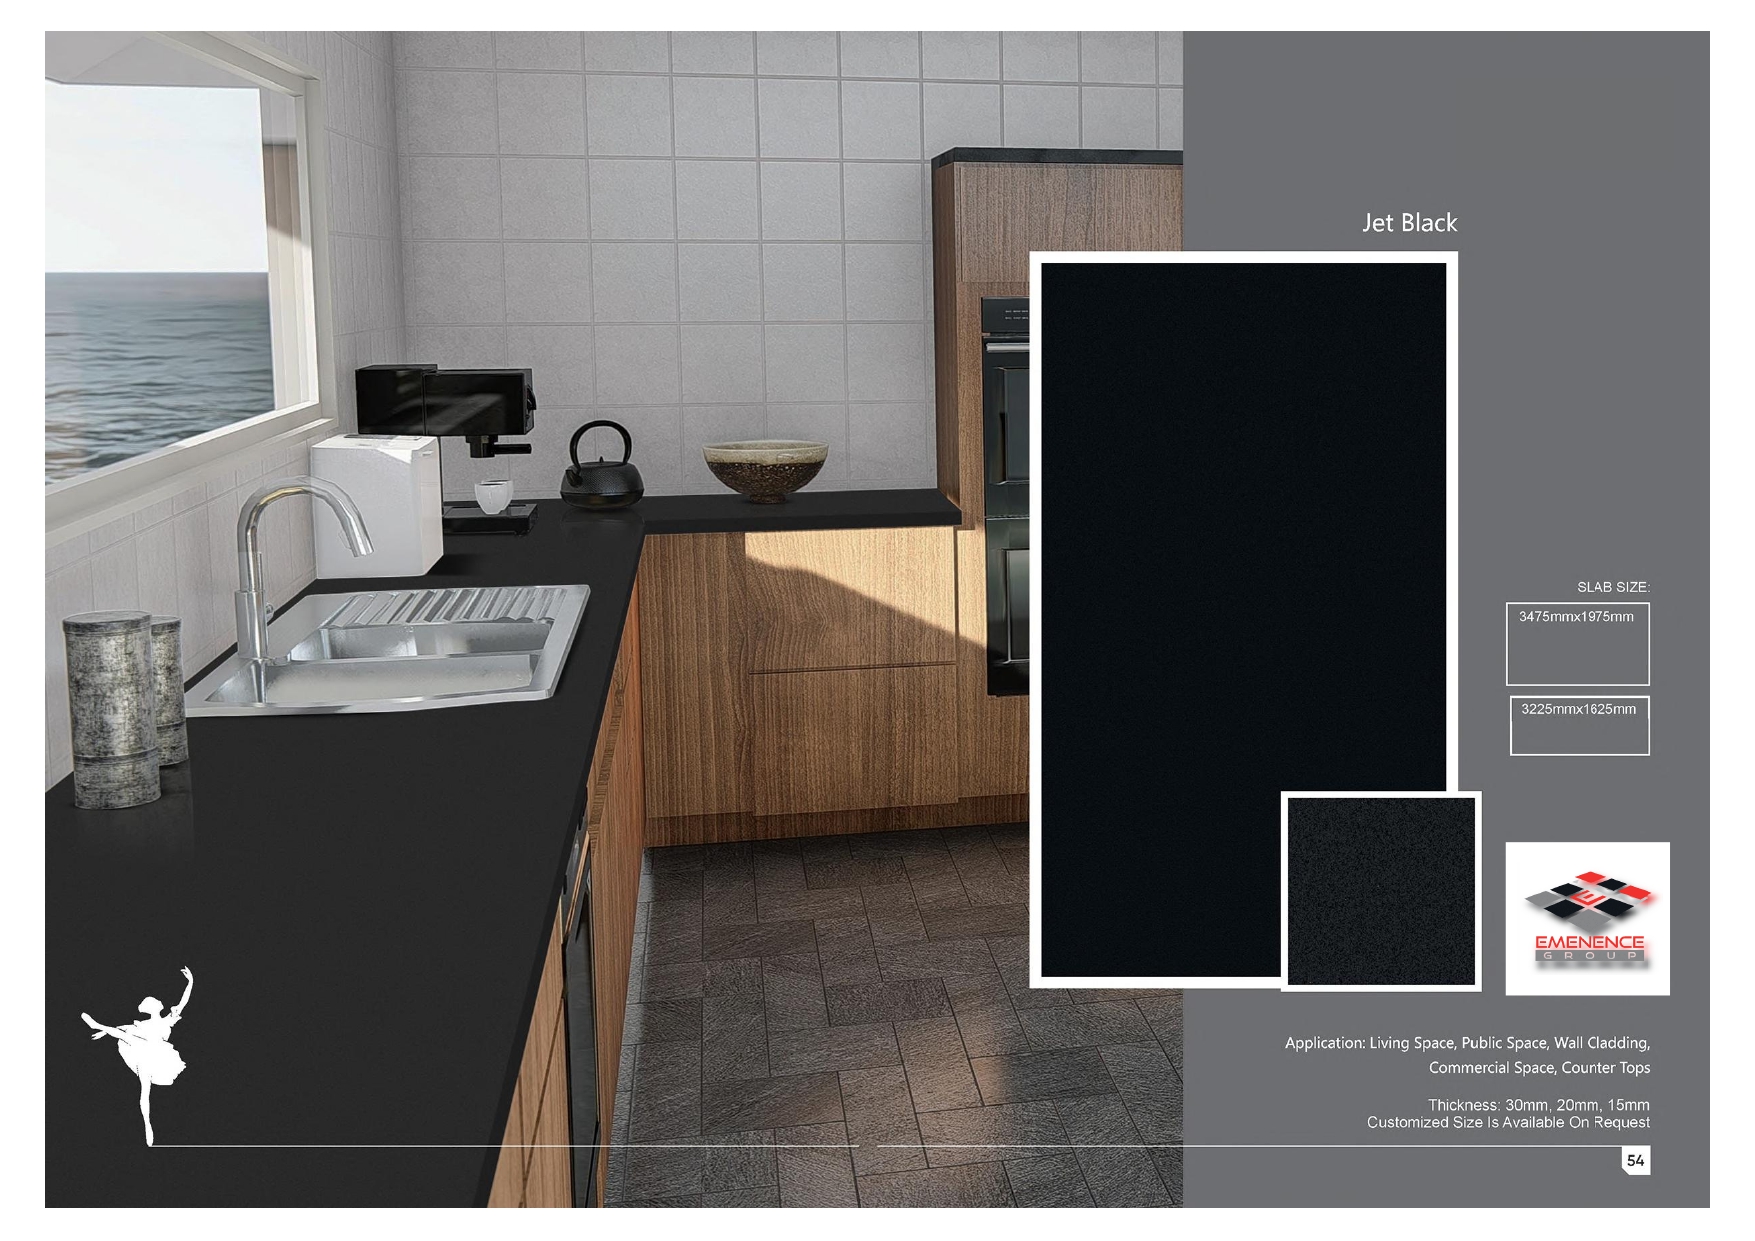 Jet Black
SLAB SIZE:
3475mmx1975mm
3225mmx1625mm
EMENENCE
GROUP
Application: Living Space, Public Space, Wall Cladding,
Commercial Space, Counter Tops
Thickness: 30mm, 20mm, 15mm
Customized Size Is Available On Request
54